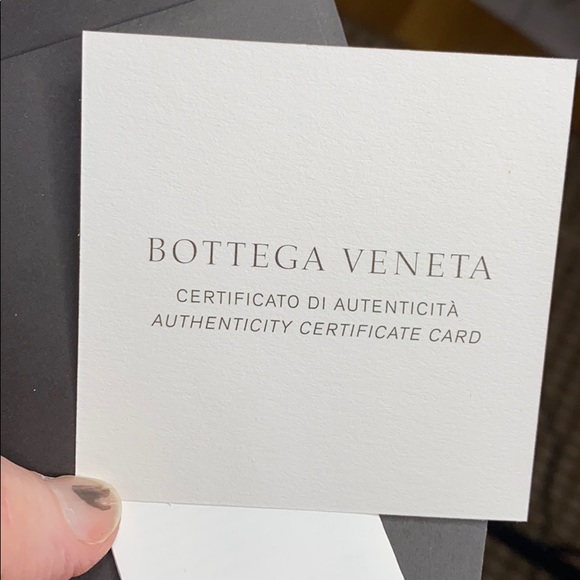 BOTTEGA VENETA
CERTIFICATO DI AUTENTICITÀ
AUTHENTICITY CERTIFICATE CARD